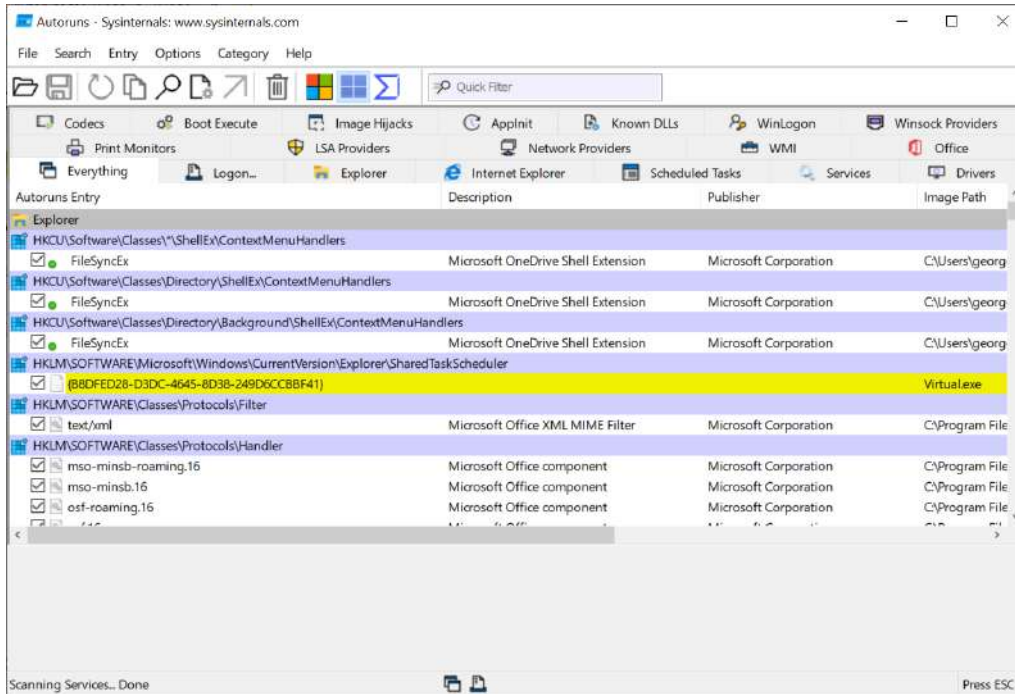 Autoruns - Sysinternals: www.sysinternals.com
File Search Entry Options Category Help
Quick Filter
Codecs Boot Execute Image Hijacks AppInit Known DLLs WinLogon Winsock Providers
Print Monitors LSA Providers Network Providers WMI Office
Everything Logon... Explorer Internet Explorer Scheduled Tasks Services Drivers
Autoruns Entry Description Publisher Image Path
Explorer
HKCU\Software\Classes\*\ShellEx\ContextMenuHandlers
FileSyncEx Microsoft OneDrive Shell Extension Microsoft Corporation C:\Users\georg
HKCU\Software\Classes\Directory\ShellEx\ContextMenuHandlers
FileSyncEx Microsoft OneDrive Shell Extension Microsoft Corporation C:\Users\georg
HKCU\Software\Classes\Directory\Background\ShellEx\ContextMenuHandlers
FileSyncEx Microsoft OneDrive Shell Extension Microsoft Corporation C:\Users\georg
HKLM\SOFTWARE\Microsoft\Windows\CurrentVersion\Explorer\SharedTaskScheduler
{B8DFED28-D3DC-4645-8D38-249D6CCBBF41} Virtual.exe
HKLM\SOFTWARE\Classes\Protocols\Filter
text/xml Microsoft Office XML MIME Filter Microsoft Corporation C:\Program File
HKLM\SOFTWARE\Classes\Protocols\Handler
mso-minsb-roaming.16 Microsoft Office component Microsoft Corporation C:\Program File
mso-minsb.16 Microsoft Office component Microsoft Corporation C:\Program File
osf-roaming.16 Microsoft Office component Microsoft Corporation C:\Program File
Scanning Services... Done Press ESC